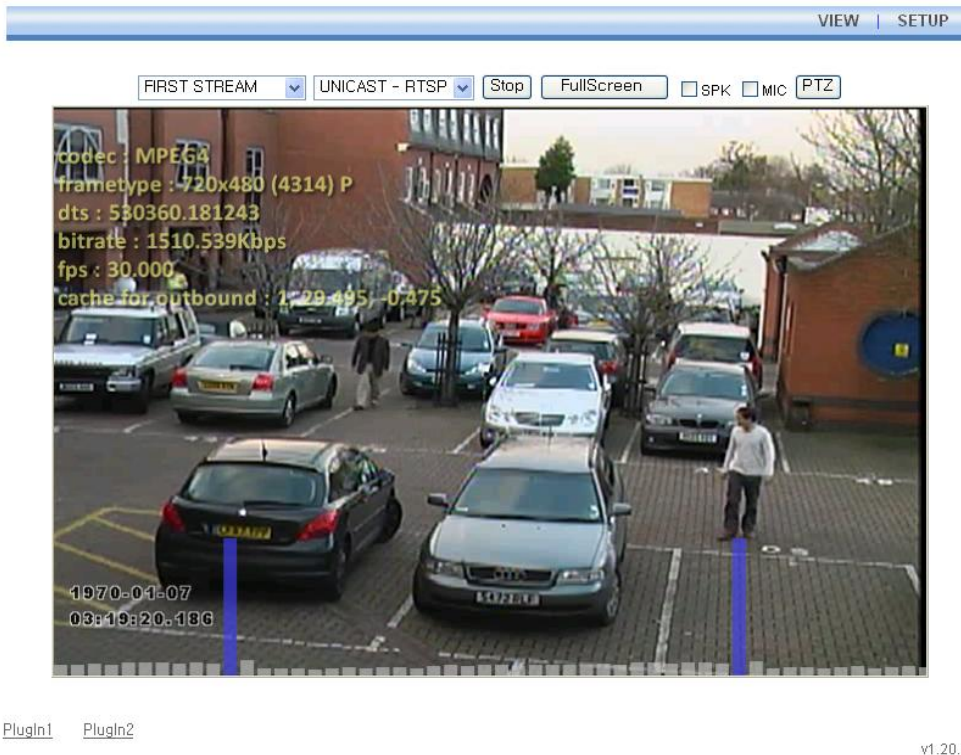 VIEW | SETUP
FIRST STREAM UNICAST - RTSP Stop FullScreen SPK MIC PTZ
codec : MPEG4
frametype : 720x480 (4314) P
dts : 530360.181243
bitrate : 1510.539Kbps
fps : 30.000
cache for outbound : 1, 29.495, -0.475
1970-01-07
03:19:20.186
PlugIn1 PlugIn2
v1.20.